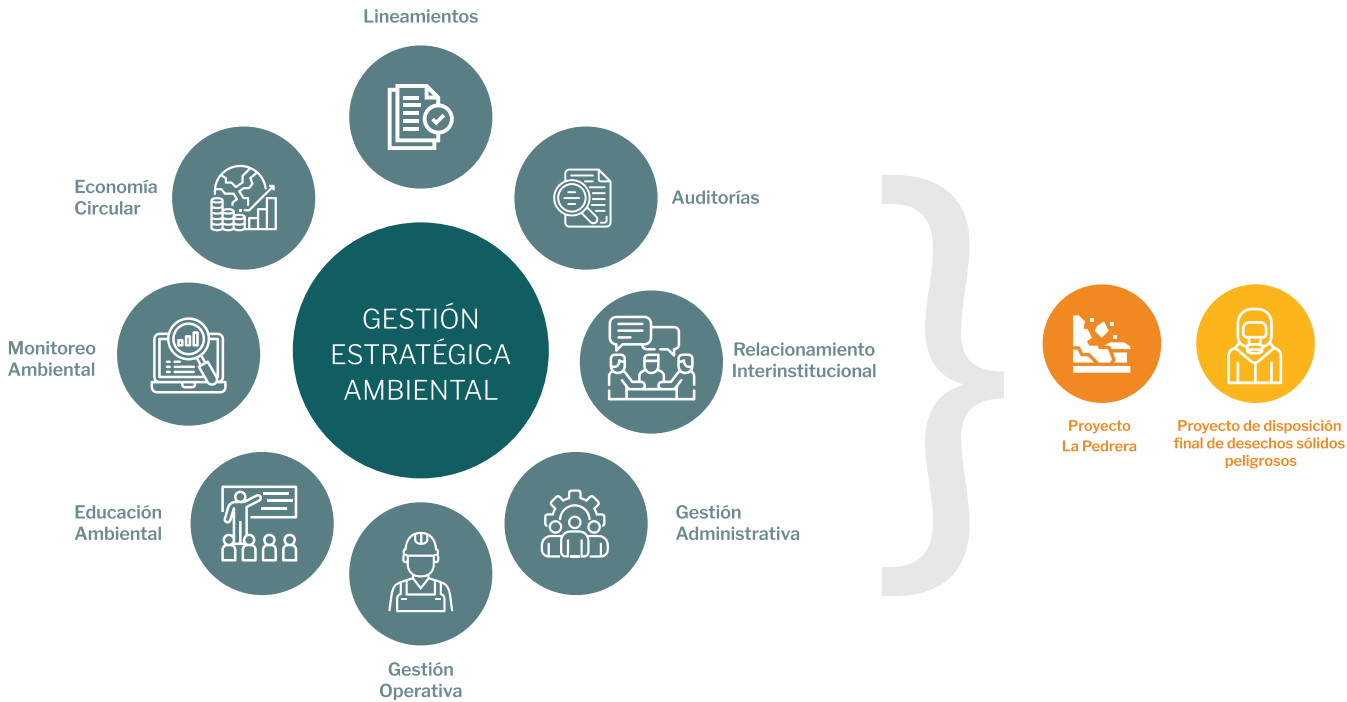 Lineamientos
Economía
Circular
Auditorías
GESTIÓN
ESTRATÉGICA
AMBIENTAL
Monitoreo
Ambiental
Relacionamiento
Interinstitucional
Educación
Ambiental
Gestión
Administrativa
Gestión
Operativa
Proyecto
La Pedrera
Proyecto de disposición
final de desechos sólidos
peligrosos